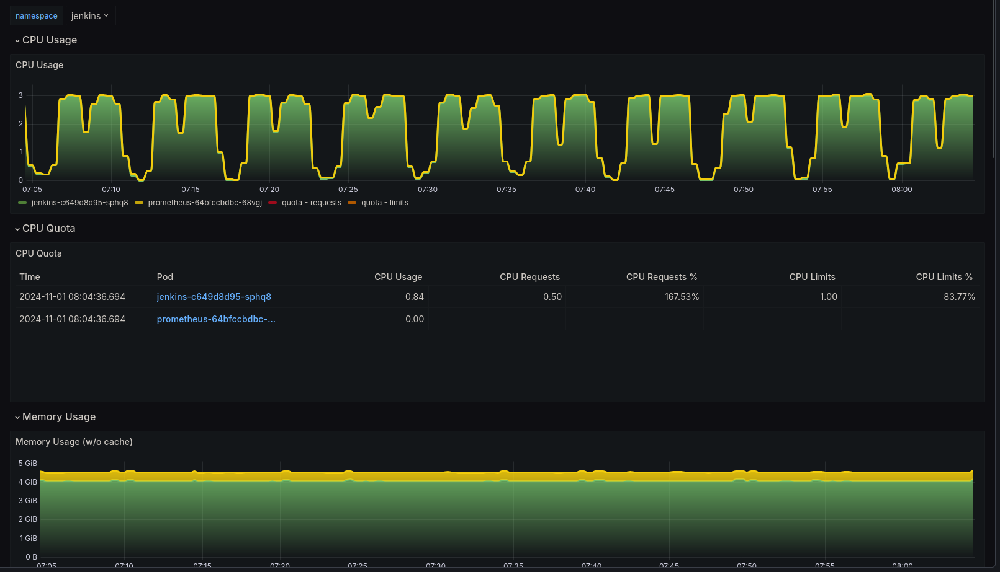 namespace jenkins
CPU Usage
CPU Usage
3
2
1
0
07:05 07:10 07:15 07:20 07:25 07:30 07:35 07:40 07:45 07:50 07:55 08:00
jenkins-c649d8d95-sphq8 prometheus-64bfccbdbc-68vgj quota - requests quota - limits
CPU Quota
CPU Quota
Time Pod CPU Usage CPU Requests CPU Requests % CPU Limits CPU Limits %
2024-11-01 08:04:36.694 jenkins-c649d8d95-sphq8 0.84 0.50 167.53% 1.00 83.77%
2024-11-01 08:04:36.694 prometheus-64bfccbdbc-... 0.00
Memory Usage
Memory Usage (w/o cache)
5 GiB
4 GiB
3 GiB
2 GiB
1 GiB
0 B
07:05 07:10 07:15 07:20 07:25 07:30 07:35 07:40 07:45 07:50 07:55 08:00